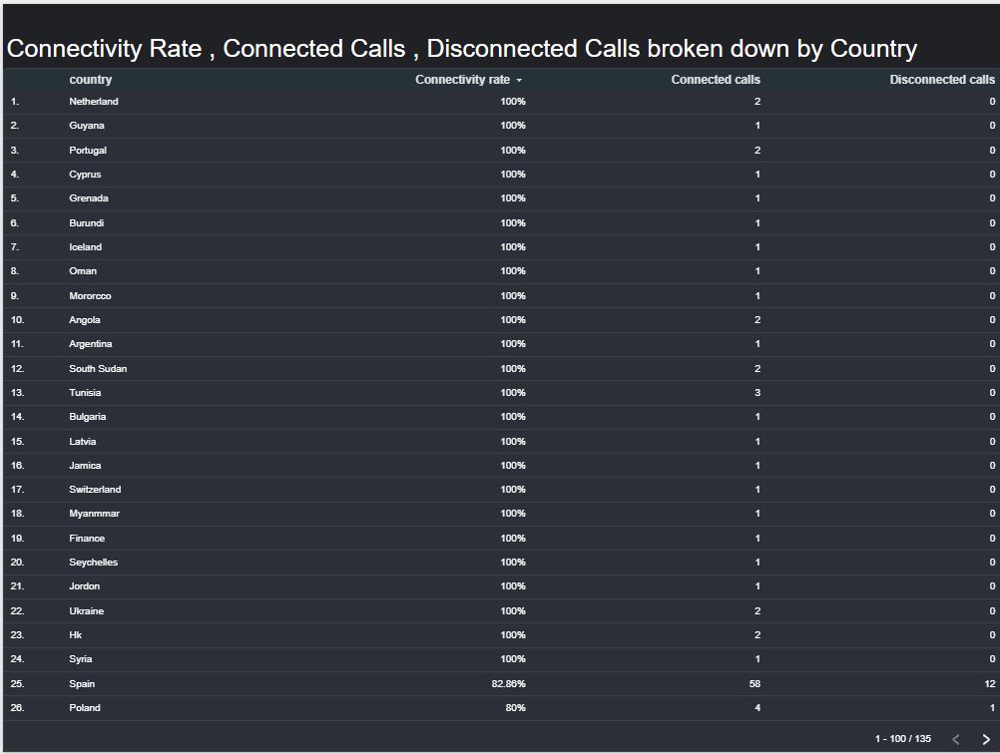 Connectivity Rate , Connected Calls , Disconnected Calls broken down by Country
country Connectivity rate Connected calls Disconnected calls
1. Netherland 100% 2 0
2. Guyana 100% 1 0
3. Portugal 100% 2 0
4. Cyprus 100% 1 0
5. Grenada 100% 1 0
6. Burundi 100% 1 0
7. Iceland 100% 1 0
8. Oman 100% 1 0
9. Mororcco 100% 1 0
10. Angola 100% 2 0
11. Argentina 100% 1 0
12. South Sudan 100% 2 0
13. Tunisia 100% 3 0
14. Bulgaria 100% 1 0
15. Latvia 100% 1 0
16. Jamica 100% 1 0
17. Switzerland 100% 1 0
18. Myanmmar 100% 1 0
19. Finance 100% 1 0
20. Seychelles 100% 1 0
21. Jordon 100% 1 0
22. Ukraine 100% 2 0
23. Hk 100% 2 0
24. Syria 100% 1 0
25. Spain 82.86% 58 12
26. Poland 80% 4 1
1 - 100 / 135